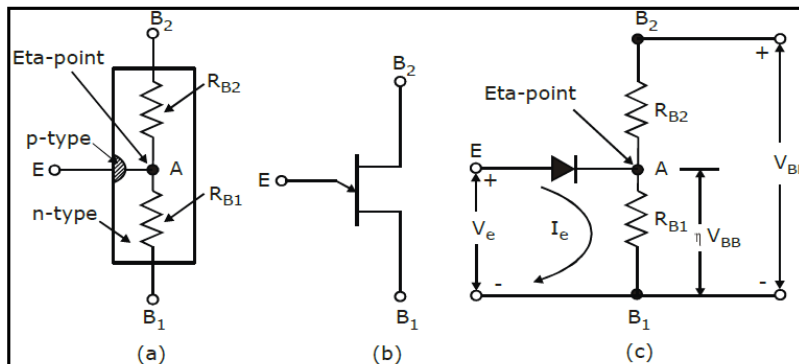 B2
Eta-point
RB2
p-type
E
A
n-type
RB1
B1
(a)
B2
E
B1
(b)
B2
+
Eta-point
RB2
E
A
VBB
+
Ve
Ie
RB1
η VBB
-
-
B1
(c)